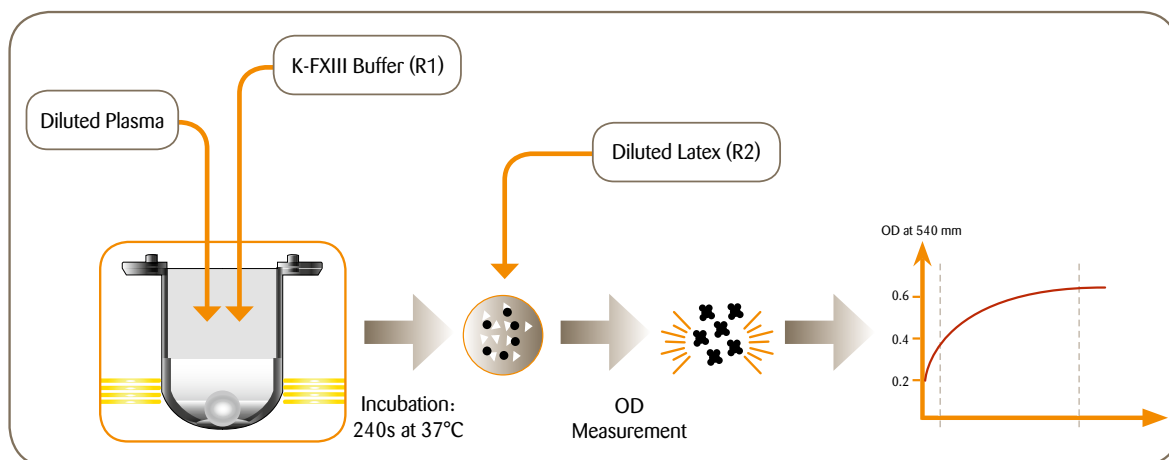 K-FXIII Buffer (R1)
Diluted Plasma
Diluted Latex (R2)
Incubation:
240s at 37°C
OD
Measurement
OD at 540 mm
0.6
0.4
0.2